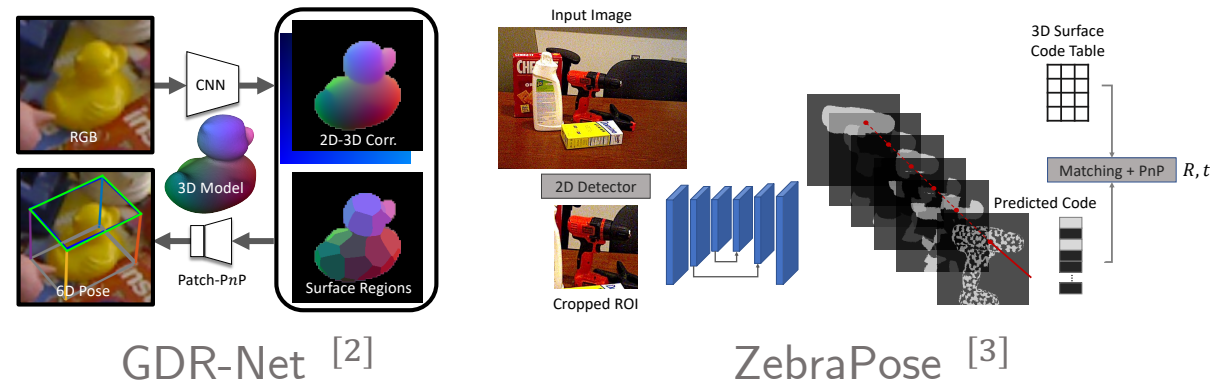 RGB
CNN
2D-3D Corr.
3D Model
6D Pose
Patch-PnP
Surface Regions
GDR-Net [2]
Input Image
CHE
2D Detector
Cropped ROI
3D Surface
Code Table
Matching + PnP
R, t
Predicted Code
ZebraPose [3]